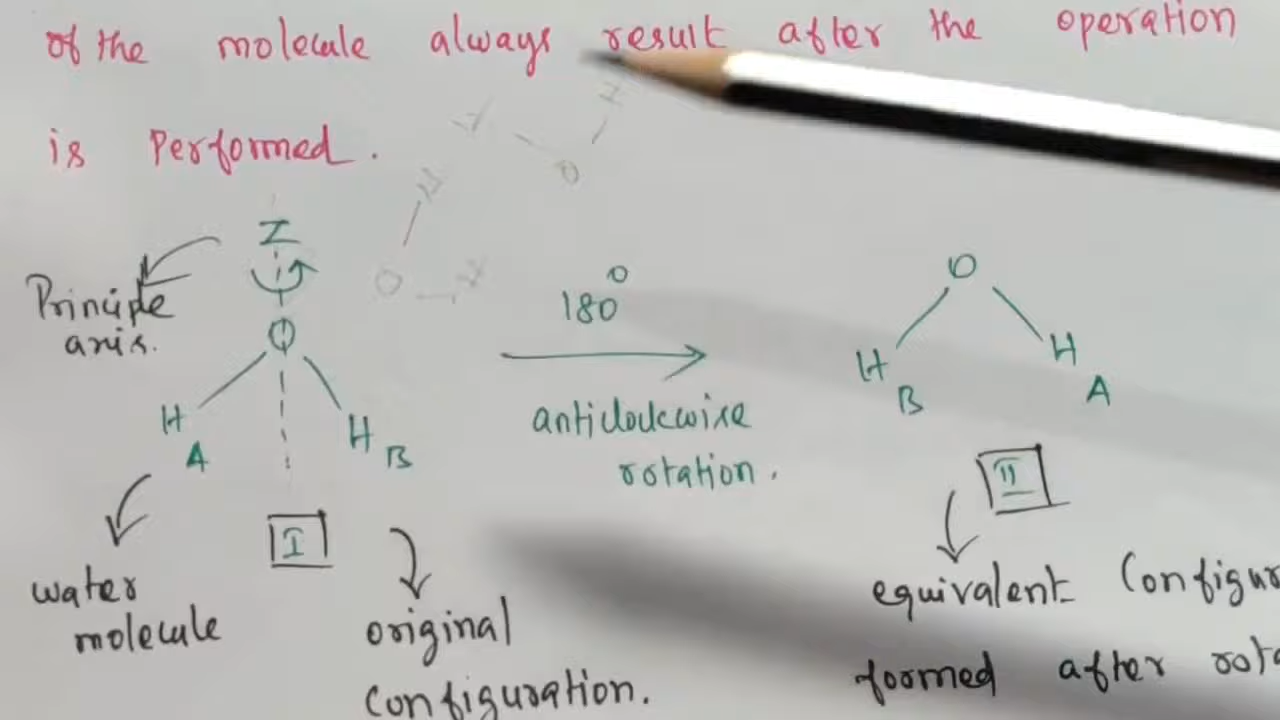 of the molecule always result after the operation
is Performed.
H H
O
H
O H
Z
Principle
axis.
O
H A
H B
180°
anticlockwise
rotation.
O
H B
H A
I
II
water
molecule
original
configuration.
equivalent Configur
formed after rota